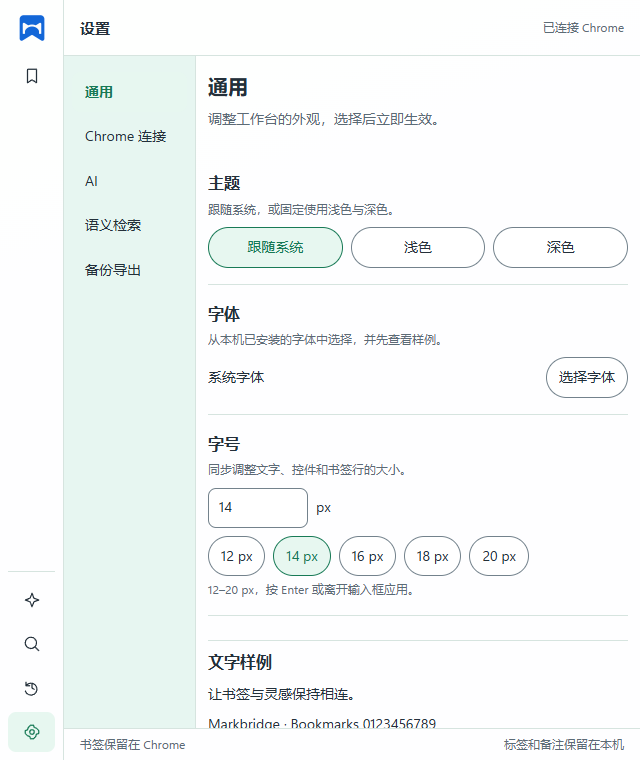 设置
已连接 Chrome
通用
Chrome 连接
AI
语义检索
备份导出
通用
调整工作台的外观，选择后立即生效。
主题
跟随系统，或固定使用浅色与深色。
跟随系统
浅色
深色
字体
从本机已安装的字体中选择，并先查看样例。
系统字体
选择字体
字号
同步调整文字、控件和书签行的大小。
14 px
12 px
14 px
16 px
18 px
20 px
12–20 px，按 Enter 或离开输入框应用。
文字样例
让书签与灵感保持相连。
Markbridge · Bookmarks 0123456789
书签保留在 Chrome
标签和备注保留在本机